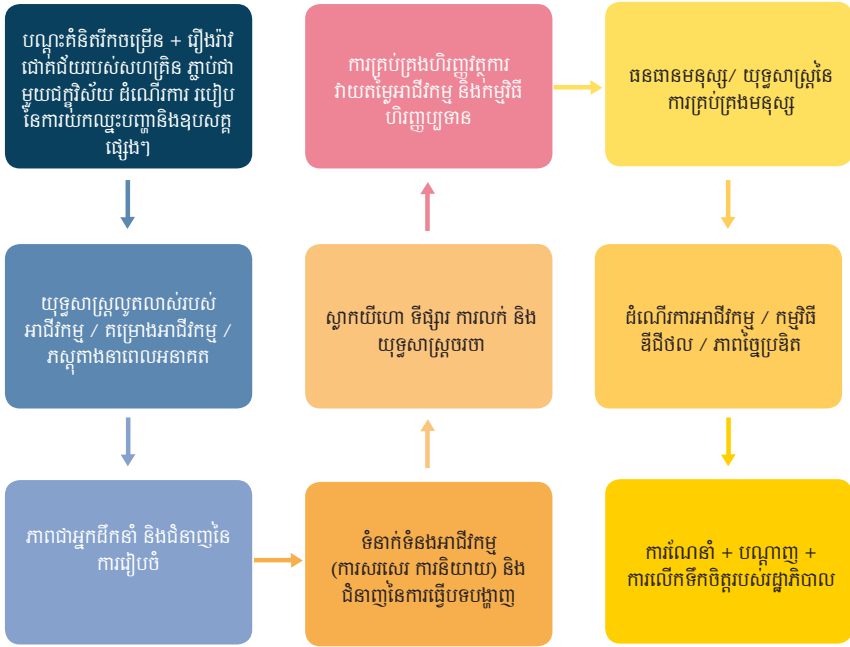 បណ្តុះគំនិតរីកចម្រើន + រឿងរ៉ាវ
ជោគជ័យរបស់សហគ្រិន ភ្ជាប់ជា
មួយជក្ខុវិស័យ ដំណើរការ របៀប
នៃការយកឈ្នះបញ្ហានិងឧបសគ្គ
ផ្សេងៗ
យុទ្ធសាស្ត្រលូតលាស់របស់
អាជីវកម្ម / គម្រោងអាជីវកម្ម /
ភស្តុតាងនាពេលអនាគត
ភាពជាអ្នកដឹកនាំ និងជំនាញនៃ
ការរៀបចំ
ទំនាក់ទំនងអាជីវកម្ម
(ការសរសេរ ការនិយាយ) និង
ជំនាញនៃការធ្វើបទបង្ហាញ
ស្លាកយីហោ ទីផ្សារ ការលក់ និង
យុទ្ធសាស្ត្រចរចា
ការគ្រប់គ្រងហិរញ្ញវត្ថុការ
វាយតម្លៃអាជីវកម្ម និងកម្មវិធី
ហិរញ្ញប្បទាន
ធនធានមនុស្ស/ យុទ្ធសាស្ត្រនៃ
ការគ្រប់គ្រងមនុស្ស
ដំណើរការអាជីវកម្ម / កម្មវិធី
ឌីជីថល / ភាពច្នៃប្រឌិត
ការណែនាំ + បណ្តាញ +
ការលើកទឹកចិត្តរបស់រដ្ឋាភិបាល